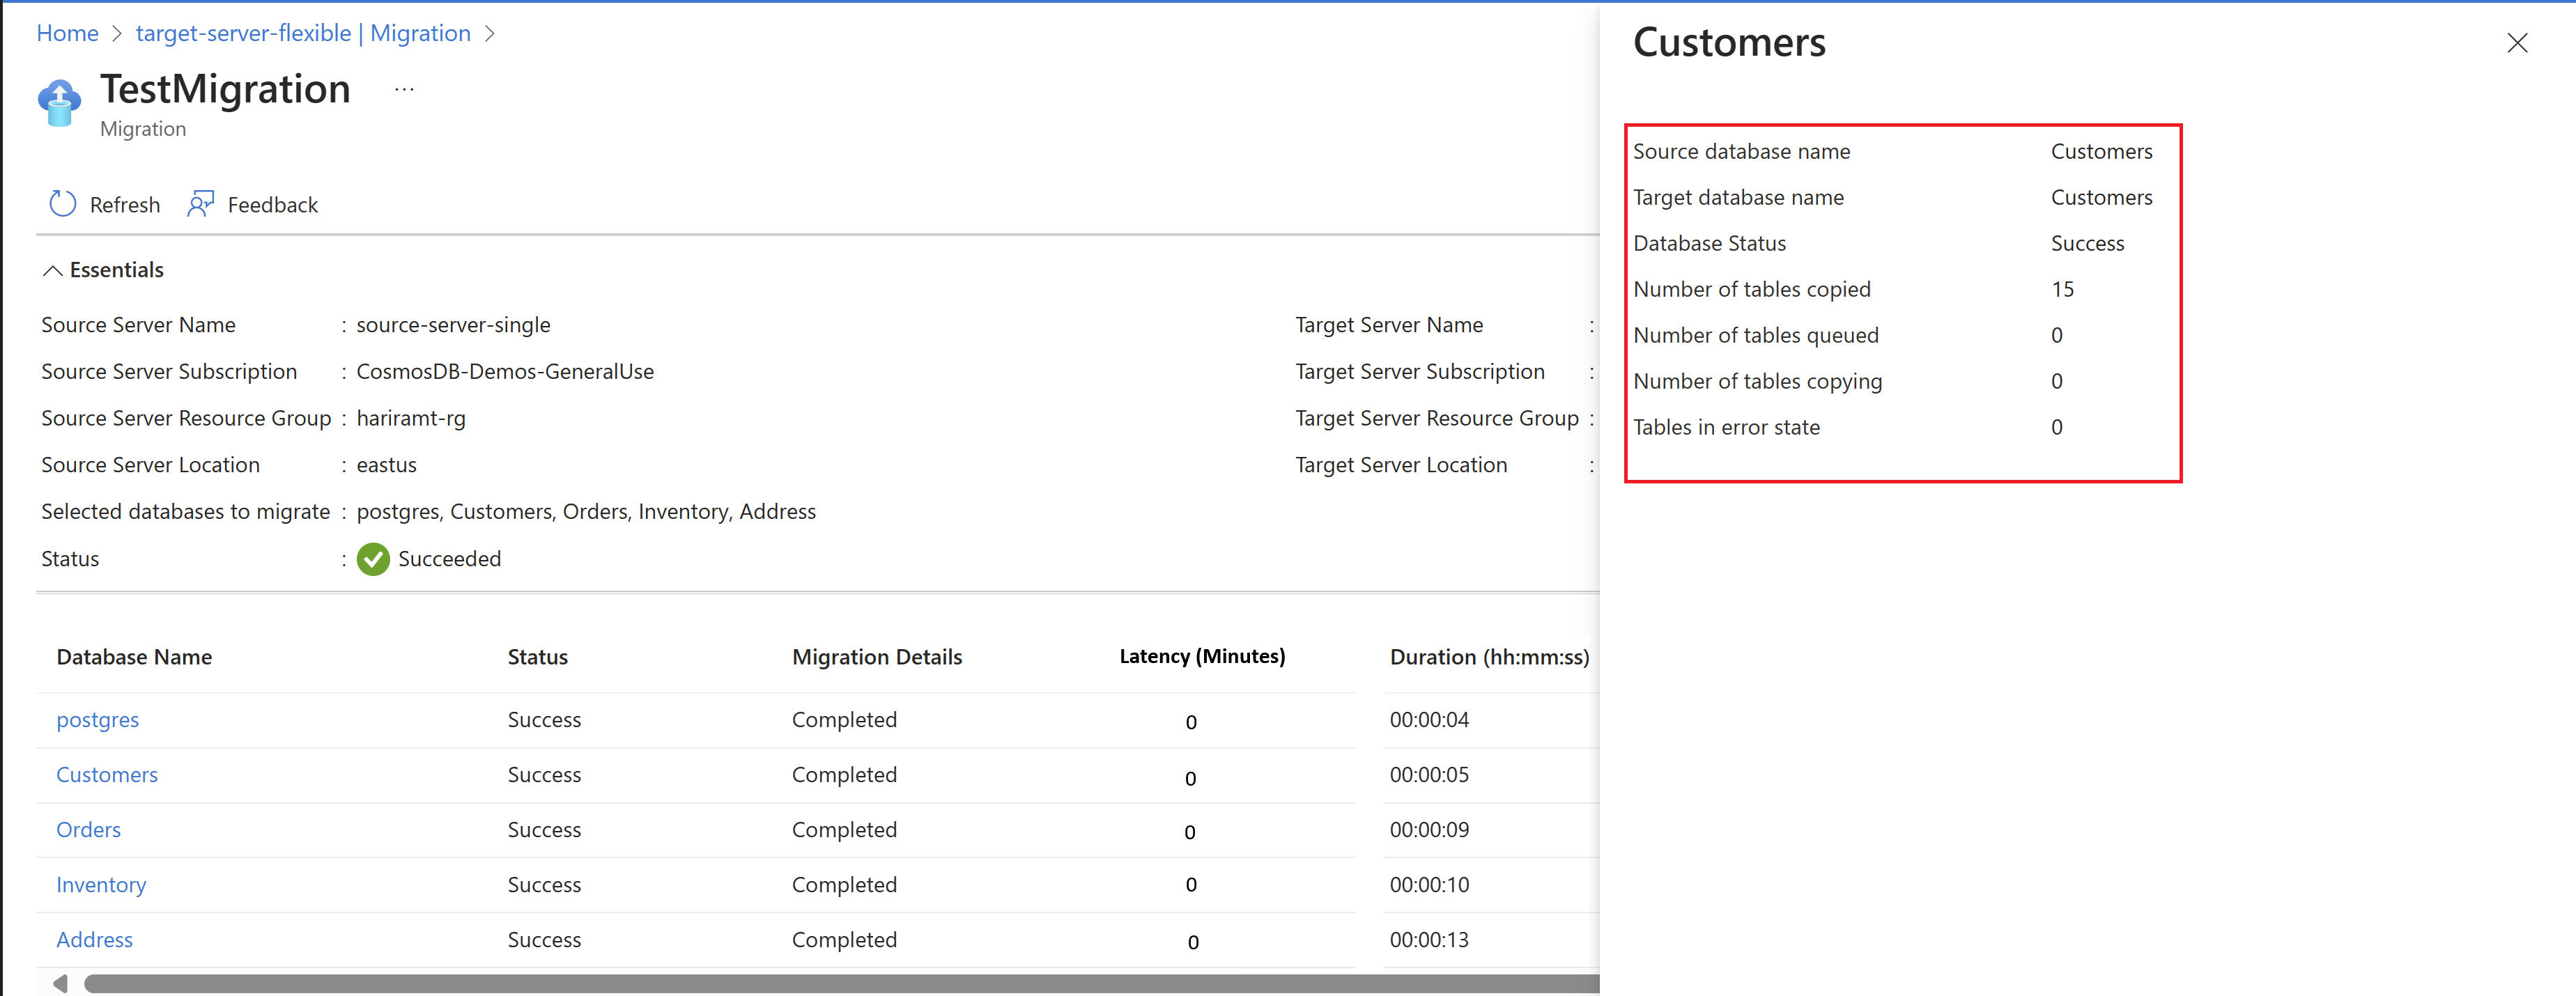 Home > target-server-flexible | Migration >
TestMigration ...
Migration
Refresh Feedback
Essentials
Source Server Name : source-server-single
Source Server Subscription : CosmosDB-Demos-GeneralUse
Source Server Resource Group : hariramt-rg
Source Server Location : eastus
Selected databases to migrate : postgres, Customers, Orders, Inventory, Address
Status : Succeeded
Target Server Name :
Target Server Subscription :
Target Server Resource Group :
Target Server Location :
Database Name Status Migration Details Latency (Minutes) Duration (hh:mm:ss)
postgres Success Completed 0 00:00:04
Customers Success Completed 0 00:00:05
Orders Success Completed 0 00:00:09
Inventory Success Completed 0 00:00:10
Address Success Completed 0 00:00:13
Customers
Source database name Customers
Target database name Customers
Database Status Success
Number of tables copied 15
Number of tables queued 0
Number of tables copying 0
Tables in error state 0